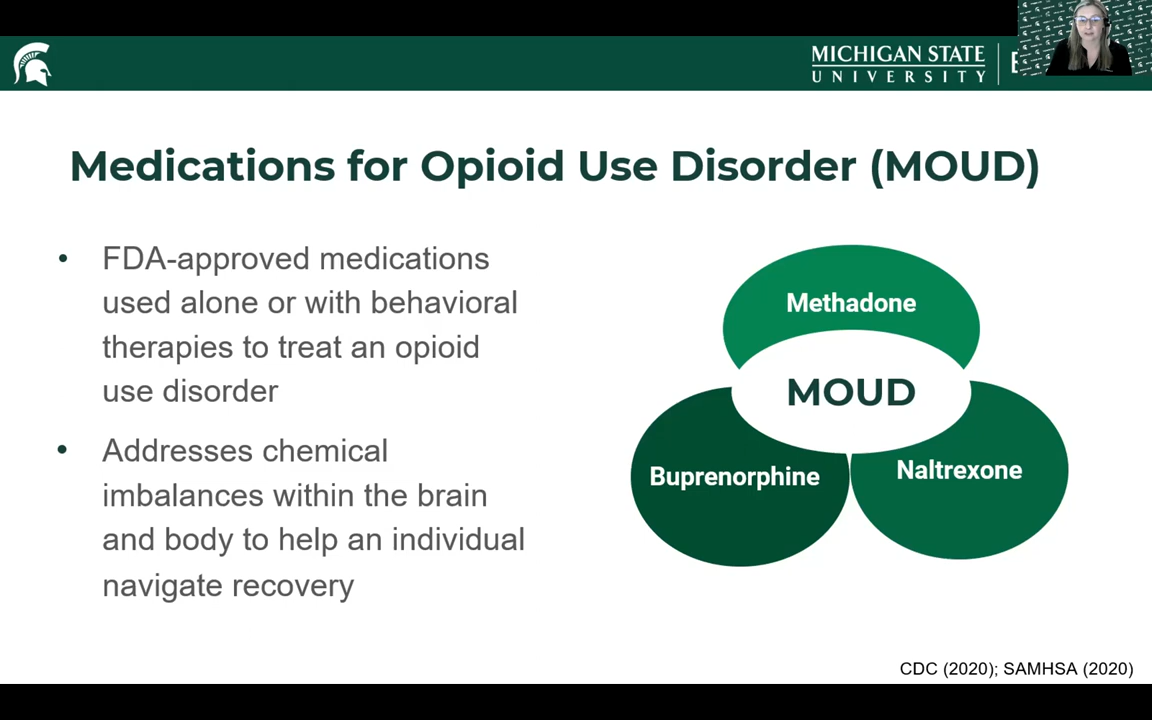 MICHIGAN STATE
UNIVERSITY
Medications for Opioid Use Disorder (MOUD)
• FDA-approved medications
used alone or with behavioral
therapies to treat an opioid
use disorder
• Addresses chemical
imbalances within the brain
and body to help an individual
navigate recovery
Methadone
MOUD
Buprenorphine
Naltrexone
CDC (2020); SAMHSA (2020)